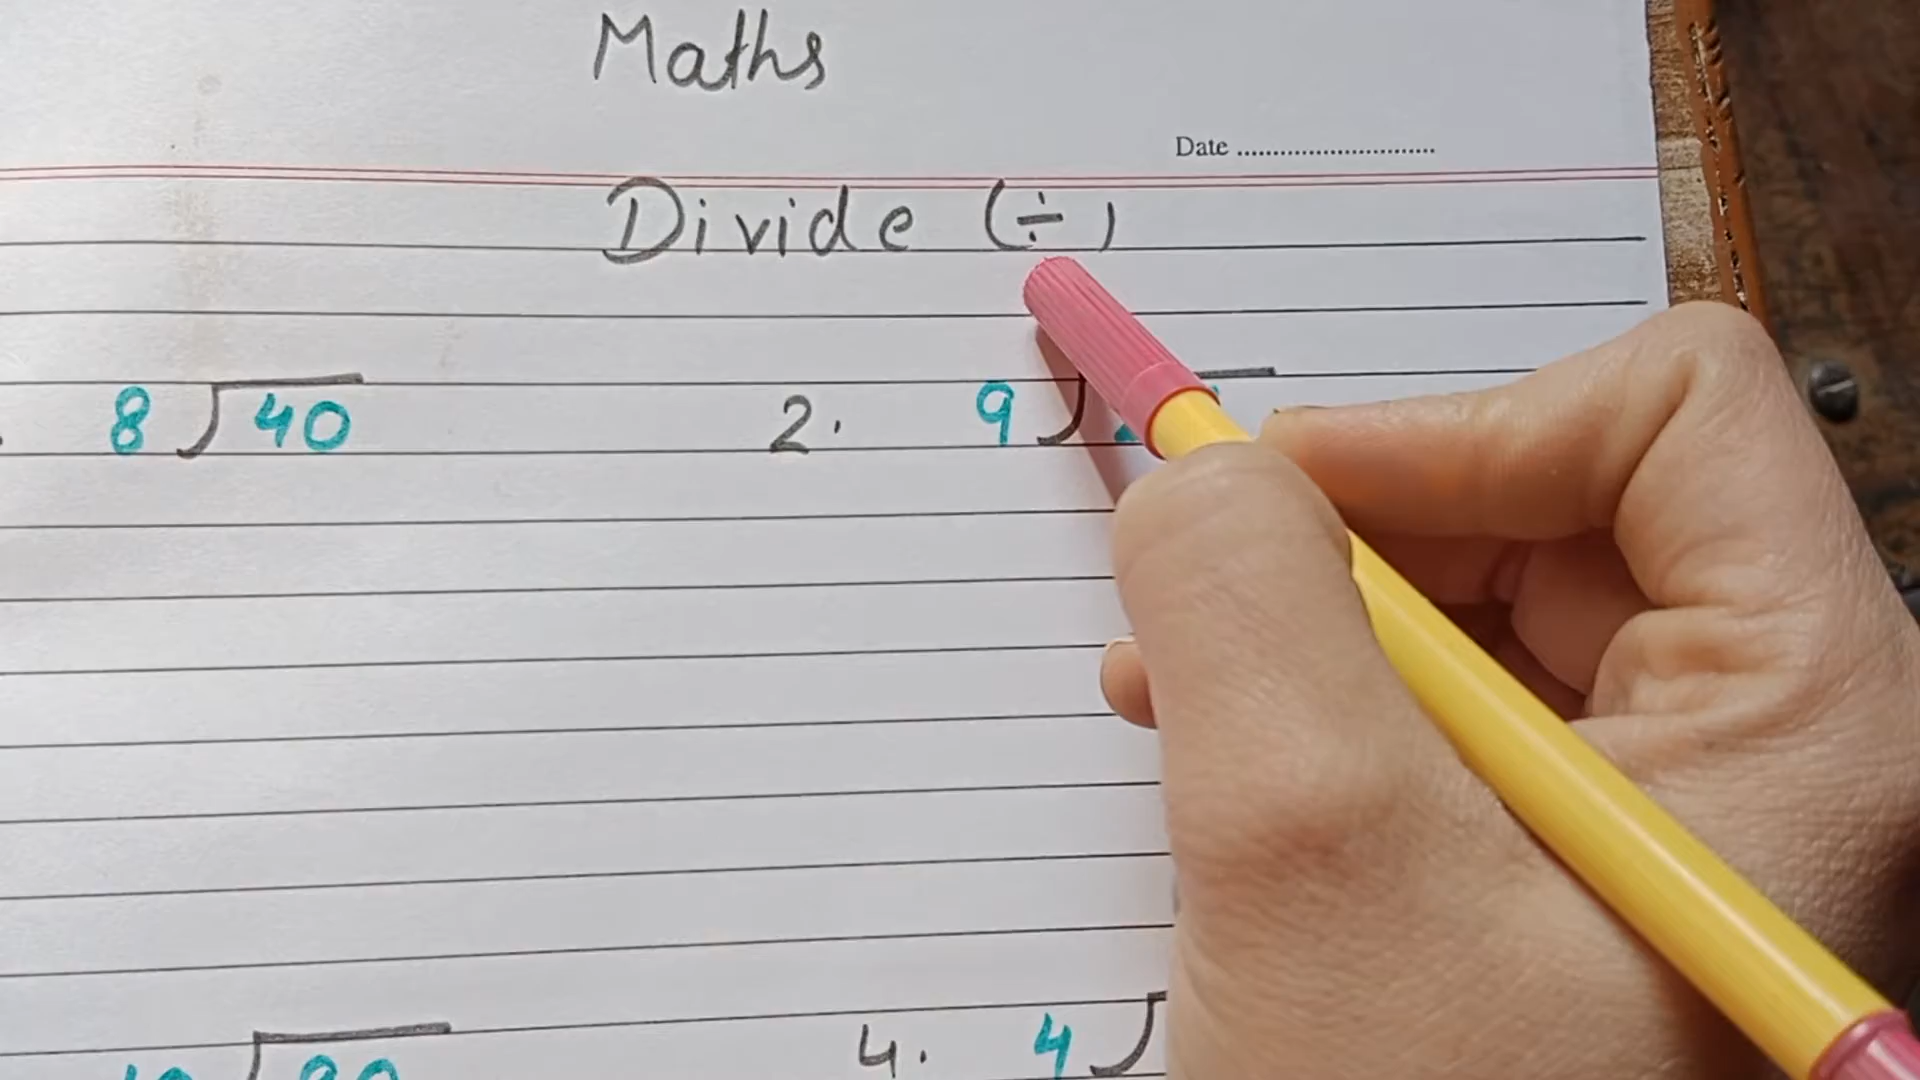 Maths
Date ............................
Divide (÷)
8 40
2. 9
4. 4